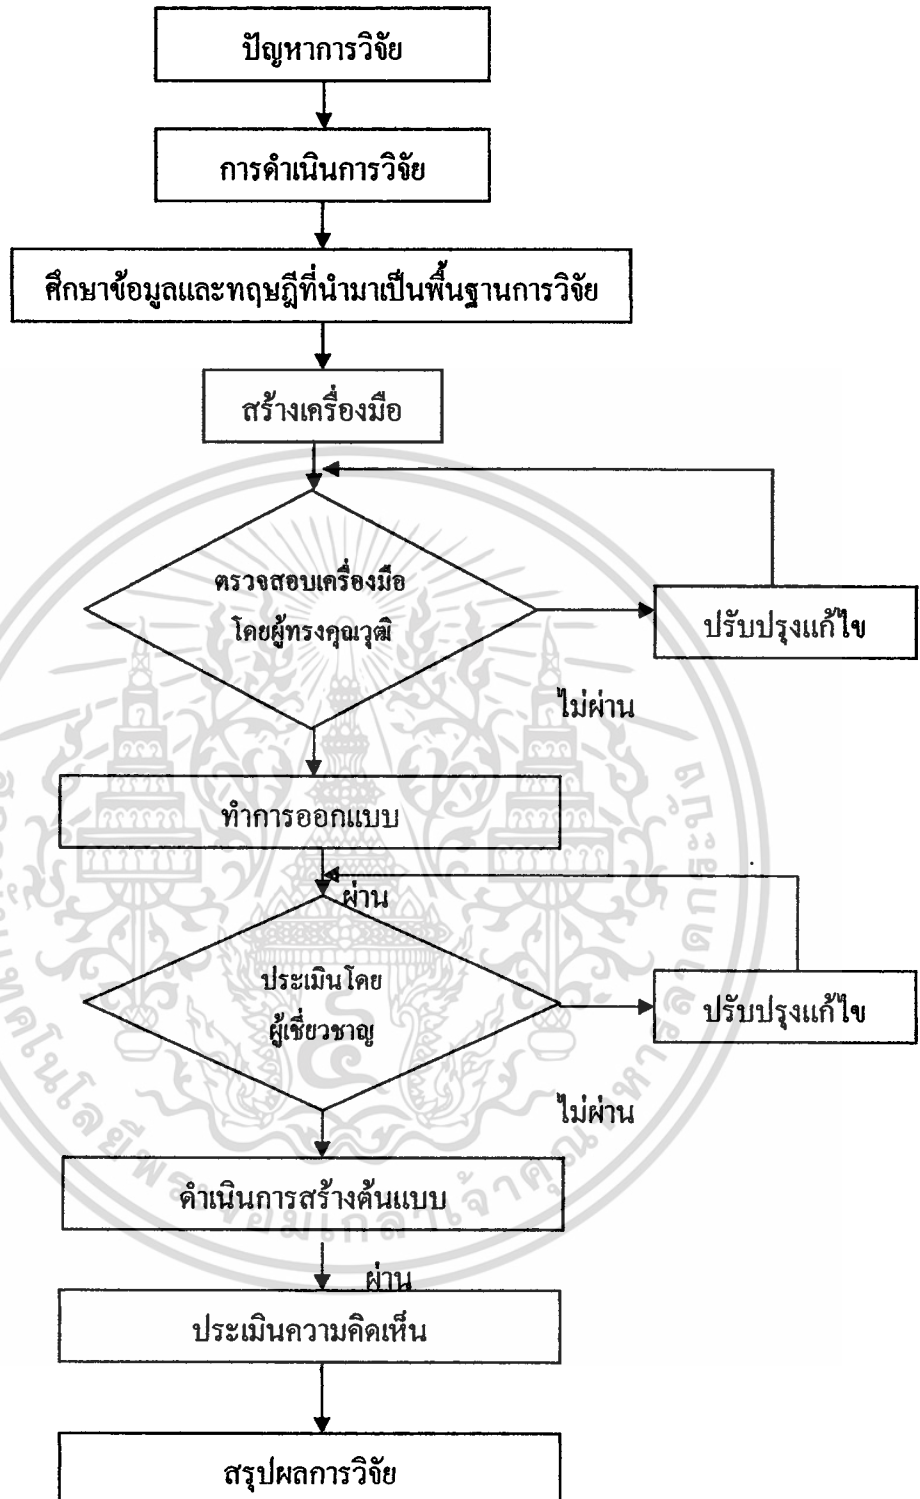 ปัญหาการวิจัย
การดำเนินการวิจัย
ศึกษาข้อมูลและทฤษฎีที่นำมาเป็นพื้นฐานการวิจัย
สร้างเครื่องมือ
ตรวจสอบเครื่องมือ
โดยผู้ทรงคุณวุฒิ
ปรับปรุงแก้ไข
ไม่ผ่าน
ทำการออกแบบ
ผ่าน
ประเมินโดย
ผู้เชี่ยวชาญ
ปรับปรุงแก้ไข
ไม่ผ่าน
ดำเนินการสร้างต้นแบบ
ผ่าน
ประเมินความคิดเห็น
สรุปผลการวิจัย